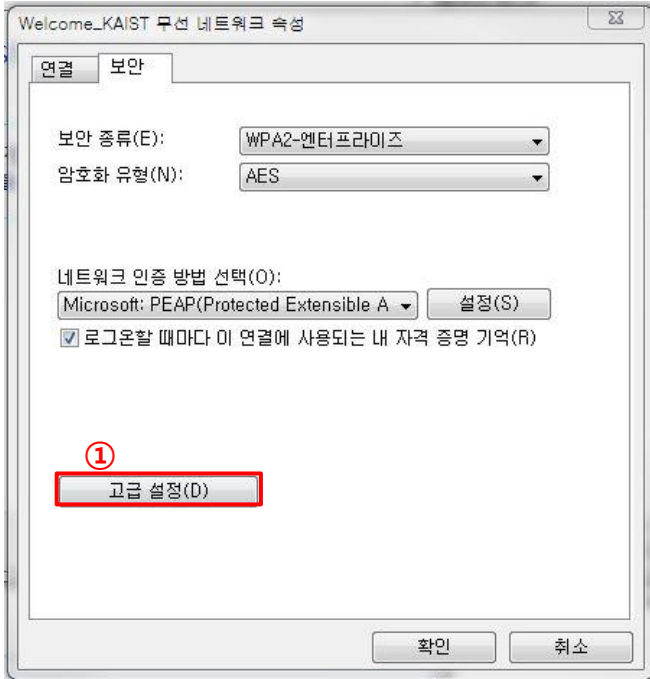 Welcome_KAIST 무선 네트워크 속성
연결 보안
보안 종류(E): WPA2-엔터프라이즈
암호화 유형(N): AES
네트워크 인증 방법 선택(O):
Microsoft: PEAP(Protected Extensible A 설정(S)
로그온할 때마다 이 연결에 사용되는 내 자격 증명 기억(R)
①
고급 설정(D)
확인 취소